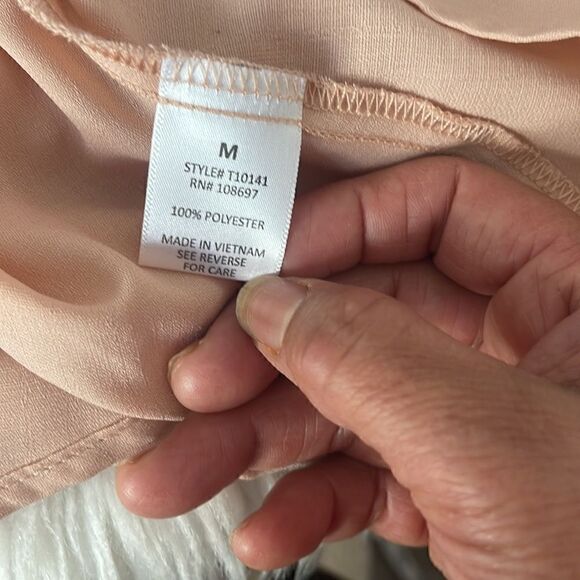 M
STYLE# T10141
RN# 108697
100% POLYESTER
MADE IN VIETNAM
SEE REVERSE
FOR CARE